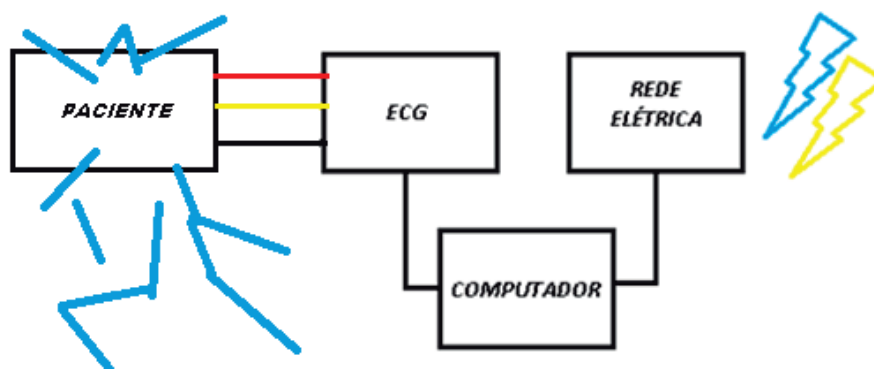 PACIENTE
ECG
REDE
ELÉTRICA
COMPUTADOR